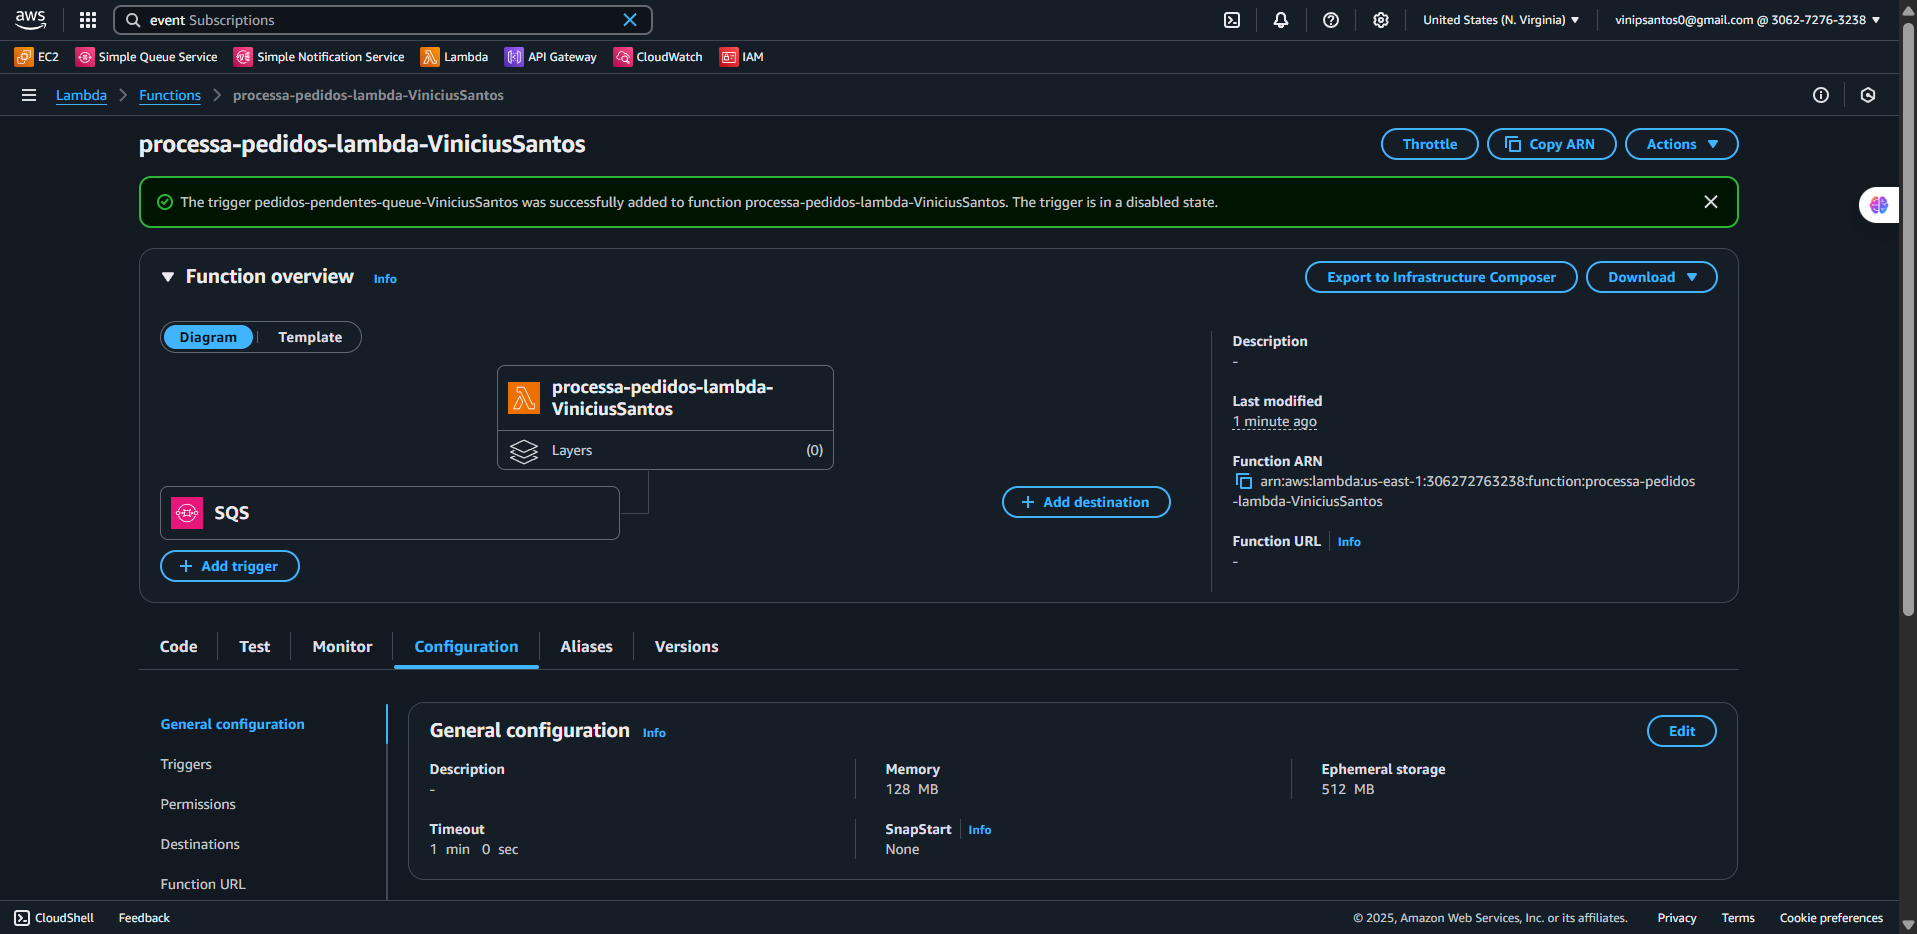 aws
event Subscriptions
United States (N. Virginia)
vinipsantos0@gmail.com @ 3062-7276-3238
EC2
Simple Queue Service
Simple Notification Service
Lambda
API Gateway
CloudWatch
IAM
Lambda
Functions
processa-pedidos-lambda-ViniciusSantos
processa-pedidos-lambda-ViniciusSantos
Throttle
Copy ARN
Actions
The trigger pedidos-pendentes-queue-ViniciusSantos was successfully added to function processa-pedidos-lambda-ViniciusSantos. The trigger is in a disabled state.
Function overview
Info
Export to Infrastructure Composer
Download
Diagram
Template
processa-pedidos-lambda-
ViniciusSantos
Layers
(0)
SQS
Add trigger
Add destination
Description
-
Last modified
1 minute ago
Function ARN
arn:aws:lambda:us-east-1:306272763238:function:processa-pedidos
-lambda-ViniciusSantos
Function URL
Info
-
Code
Test
Monitor
Configuration
Aliases
Versions
General configuration
Triggers
Permissions
Destinations
Function URL
General configuration
Info
Edit
Description
-
Memory
128 MB
Ephemeral storage
512 MB
Timeout
1 min 0 sec
SnapStart
Info
None
CloudShell
Feedback
© 2025, Amazon Web Services, Inc. or its affiliates.
Privacy
Terms
Cookie preferences